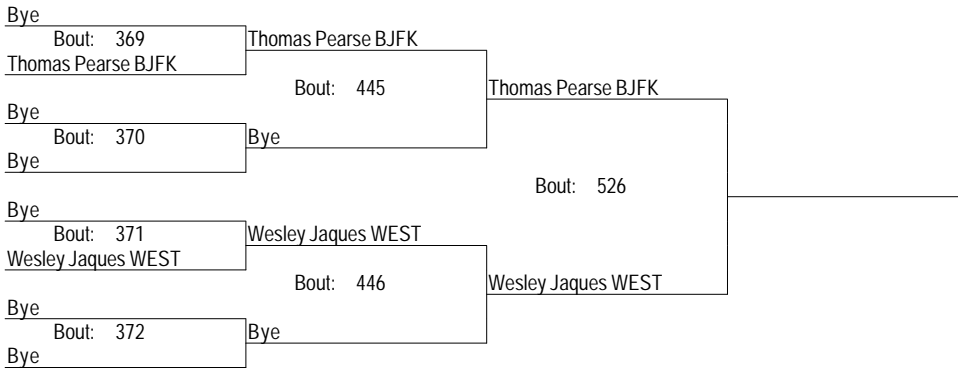 Bye
Bout: 369
Thomas Pearse BJFK
Thomas Pearse BJFK
Bout: 445
Thomas Pearse BJFK
Bye
Bout: 370
Bye
Bye
Bout: 526
Bye
Bout: 371
Wesley Jaques WEST
Wesley Jaques WEST
Bout: 446
Wesley Jaques WEST
Bye
Bout: 372
Bye
Bye